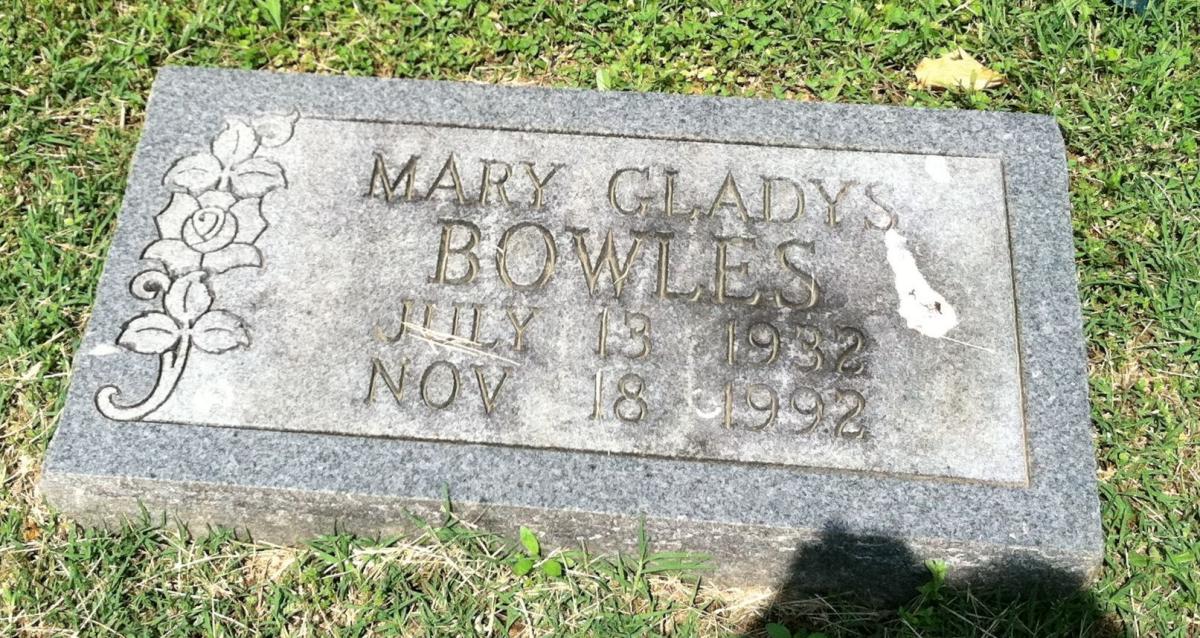 MARY GLADYS
BOWLES
JULY 13 1932
NOV 18 1992